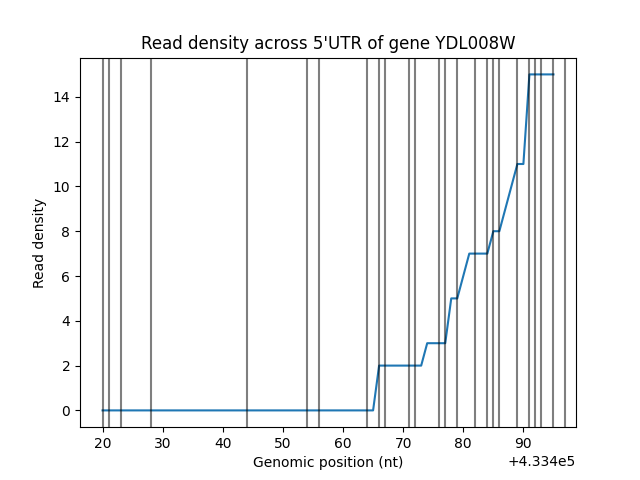 Read density across 5'UTR of gene YDL008W
14
12
10
8
6
4
2
0
Read density
20 30 40 50 60 70 80 90
+4.334e5
Genomic position (nt)